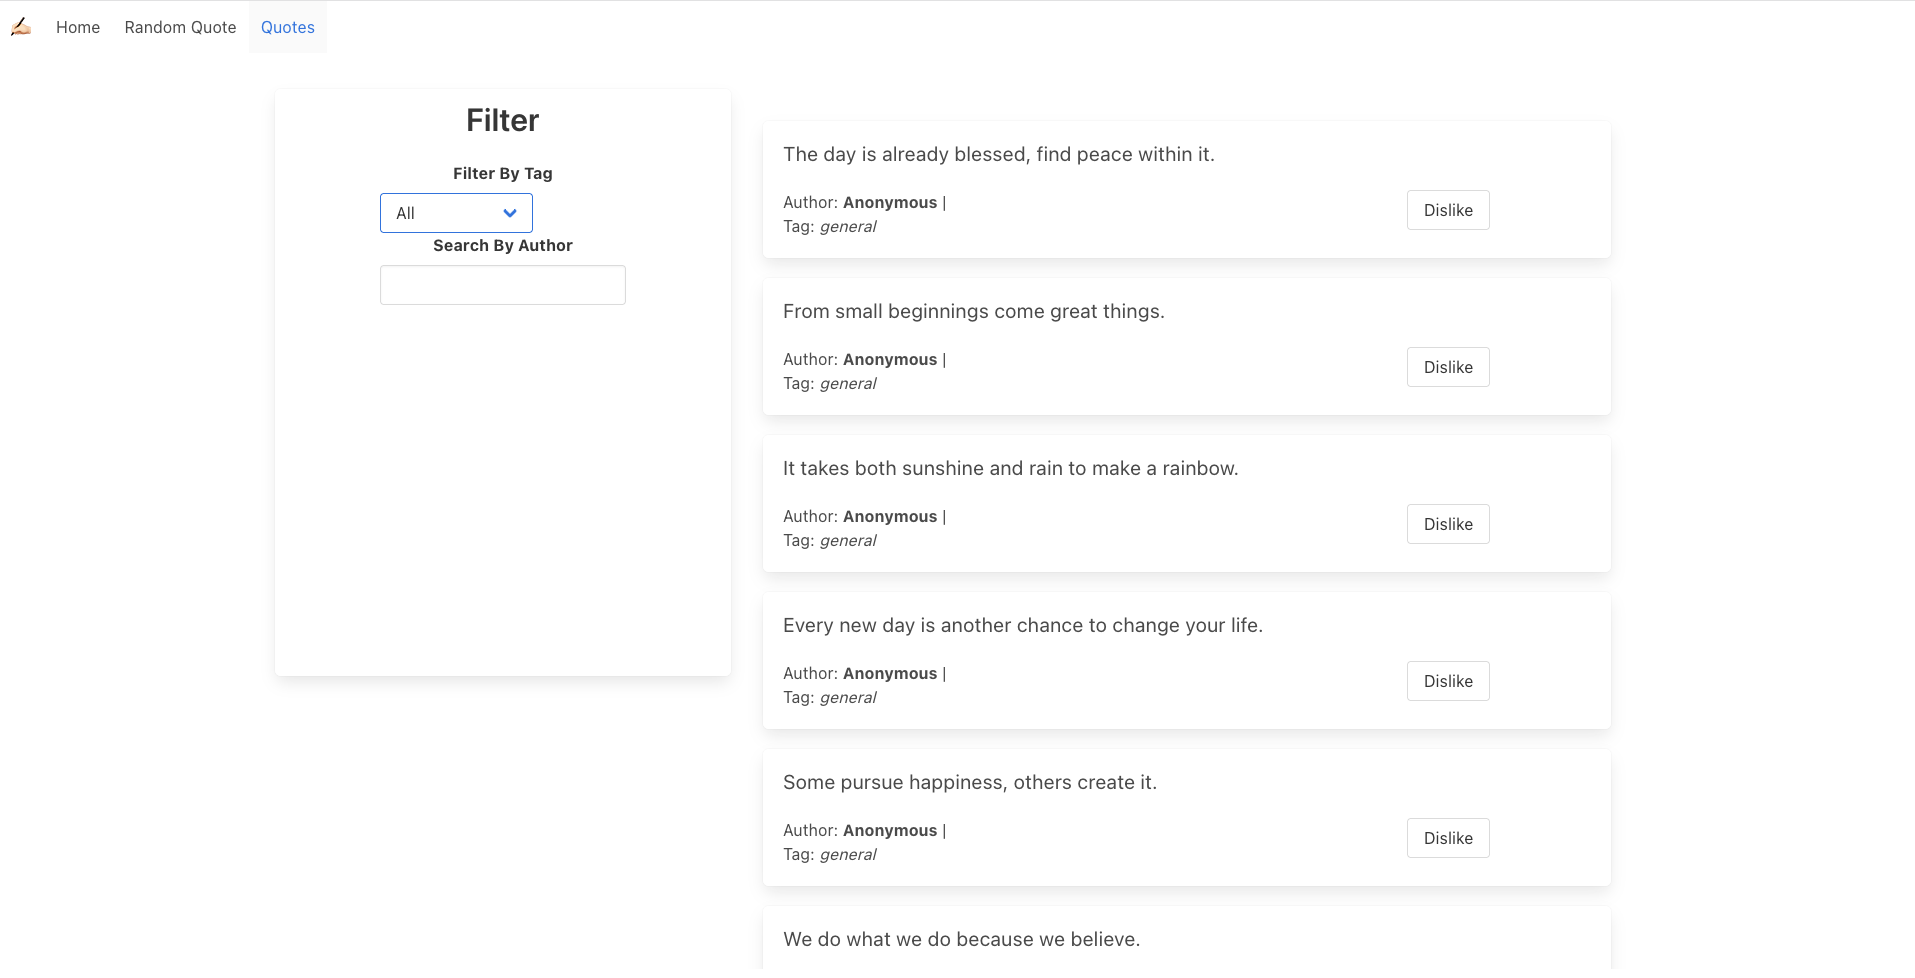 Home Random Quote Quotes
Filter
Filter By Tag
All
Search By Author
The day is already blessed, find peace within it.
Author: Anonymous |
Tag: general
Dislike
From small beginnings come great things.
Author: Anonymous |
Tag: general
Dislike
It takes both sunshine and rain to make a rainbow.
Author: Anonymous |
Tag: general
Dislike
Every new day is another chance to change your life.
Author: Anonymous |
Tag: general
Dislike
Some pursue happiness, others create it.
Author: Anonymous |
Tag: general
Dislike
We do what we do because we believe.